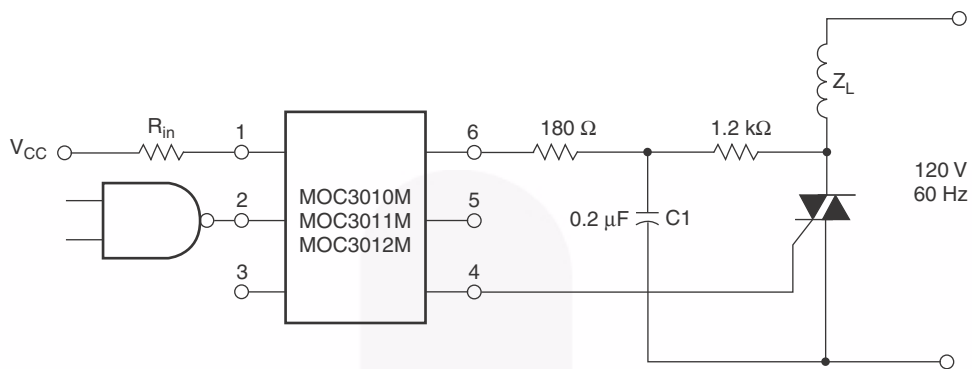 Z_L
R_in
V_CC
1
2
3
MOC3010M
MOC3011M
MOC3012M
6
5
4
180 Ω
1.2 kΩ
0.2 µF
C1
120 V
60 Hz